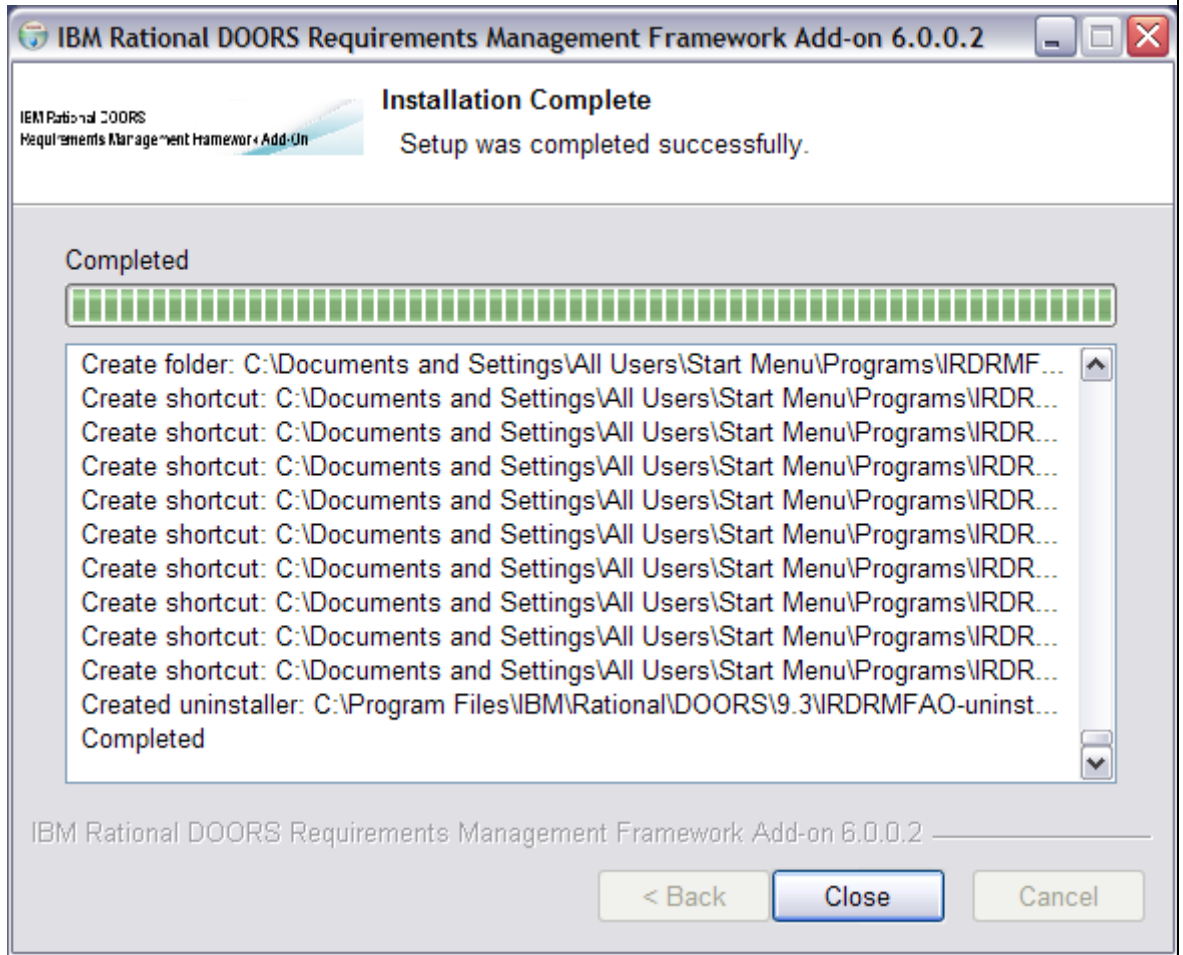 IBM Rational DOORS Requirements Management Framework Add-on 6.0.0.2
IBM Rational DOORS
Requirements Management Framework Add-On
Installation Complete
Setup was completed successfully.
Completed
Create folder: C:\Documents and Settings\All Users\Start Menu\Programs\IRDRMF...
Create shortcut: C:\Documents and Settings\All Users\Start Menu\Programs\IRDR...
Create shortcut: C:\Documents and Settings\All Users\Start Menu\Programs\IRDR...
Create shortcut: C:\Documents and Settings\All Users\Start Menu\Programs\IRDR...
Create shortcut: C:\Documents and Settings\All Users\Start Menu\Programs\IRDR...
Create shortcut: C:\Documents and Settings\All Users\Start Menu\Programs\IRDR...
Create shortcut: C:\Documents and Settings\All Users\Start Menu\Programs\IRDR...
Create shortcut: C:\Documents and Settings\All Users\Start Menu\Programs\IRDR...
Create shortcut: C:\Documents and Settings\All Users\Start Menu\Programs\IRDR...
Create shortcut: C:\Documents and Settings\All Users\Start Menu\Programs\IRDR...
Created uninstaller: C:\Program Files\IBM\Rational\DOORS\9.3\IRDRMFAO-uninst...
Completed
IBM Rational DOORS Requirements Management Framework Add-on 6.0.0.2
< Back
Close
Cancel